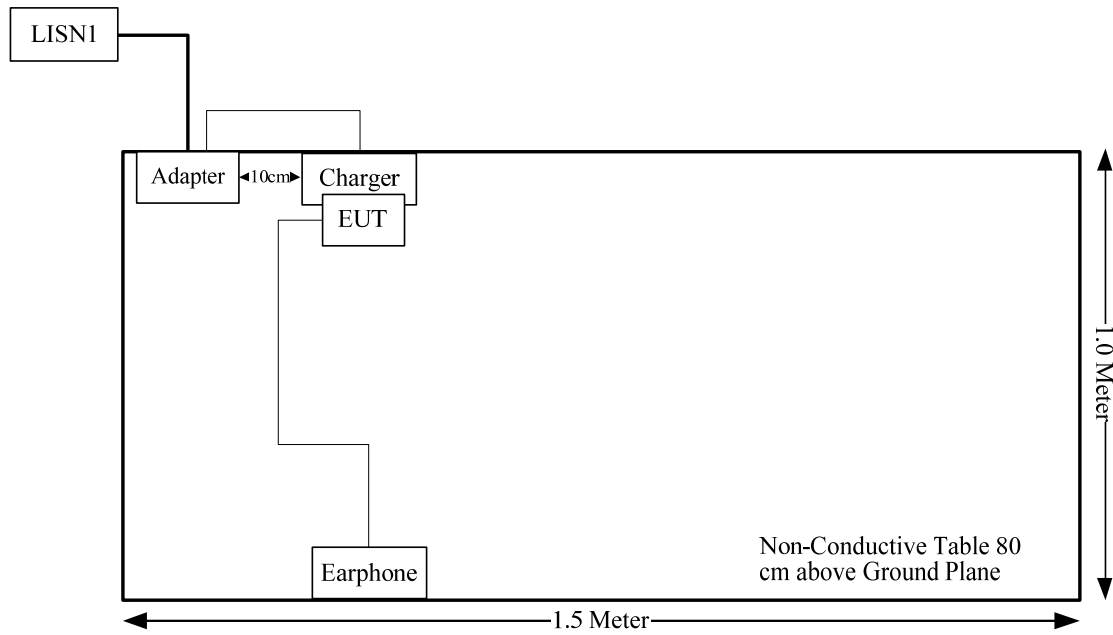 LISN1
Adapter
10cm
Charger
EUT
1.0 Meter
Earphone
Non-Conductive Table 80
cm above Ground Plane
1.5 Meter